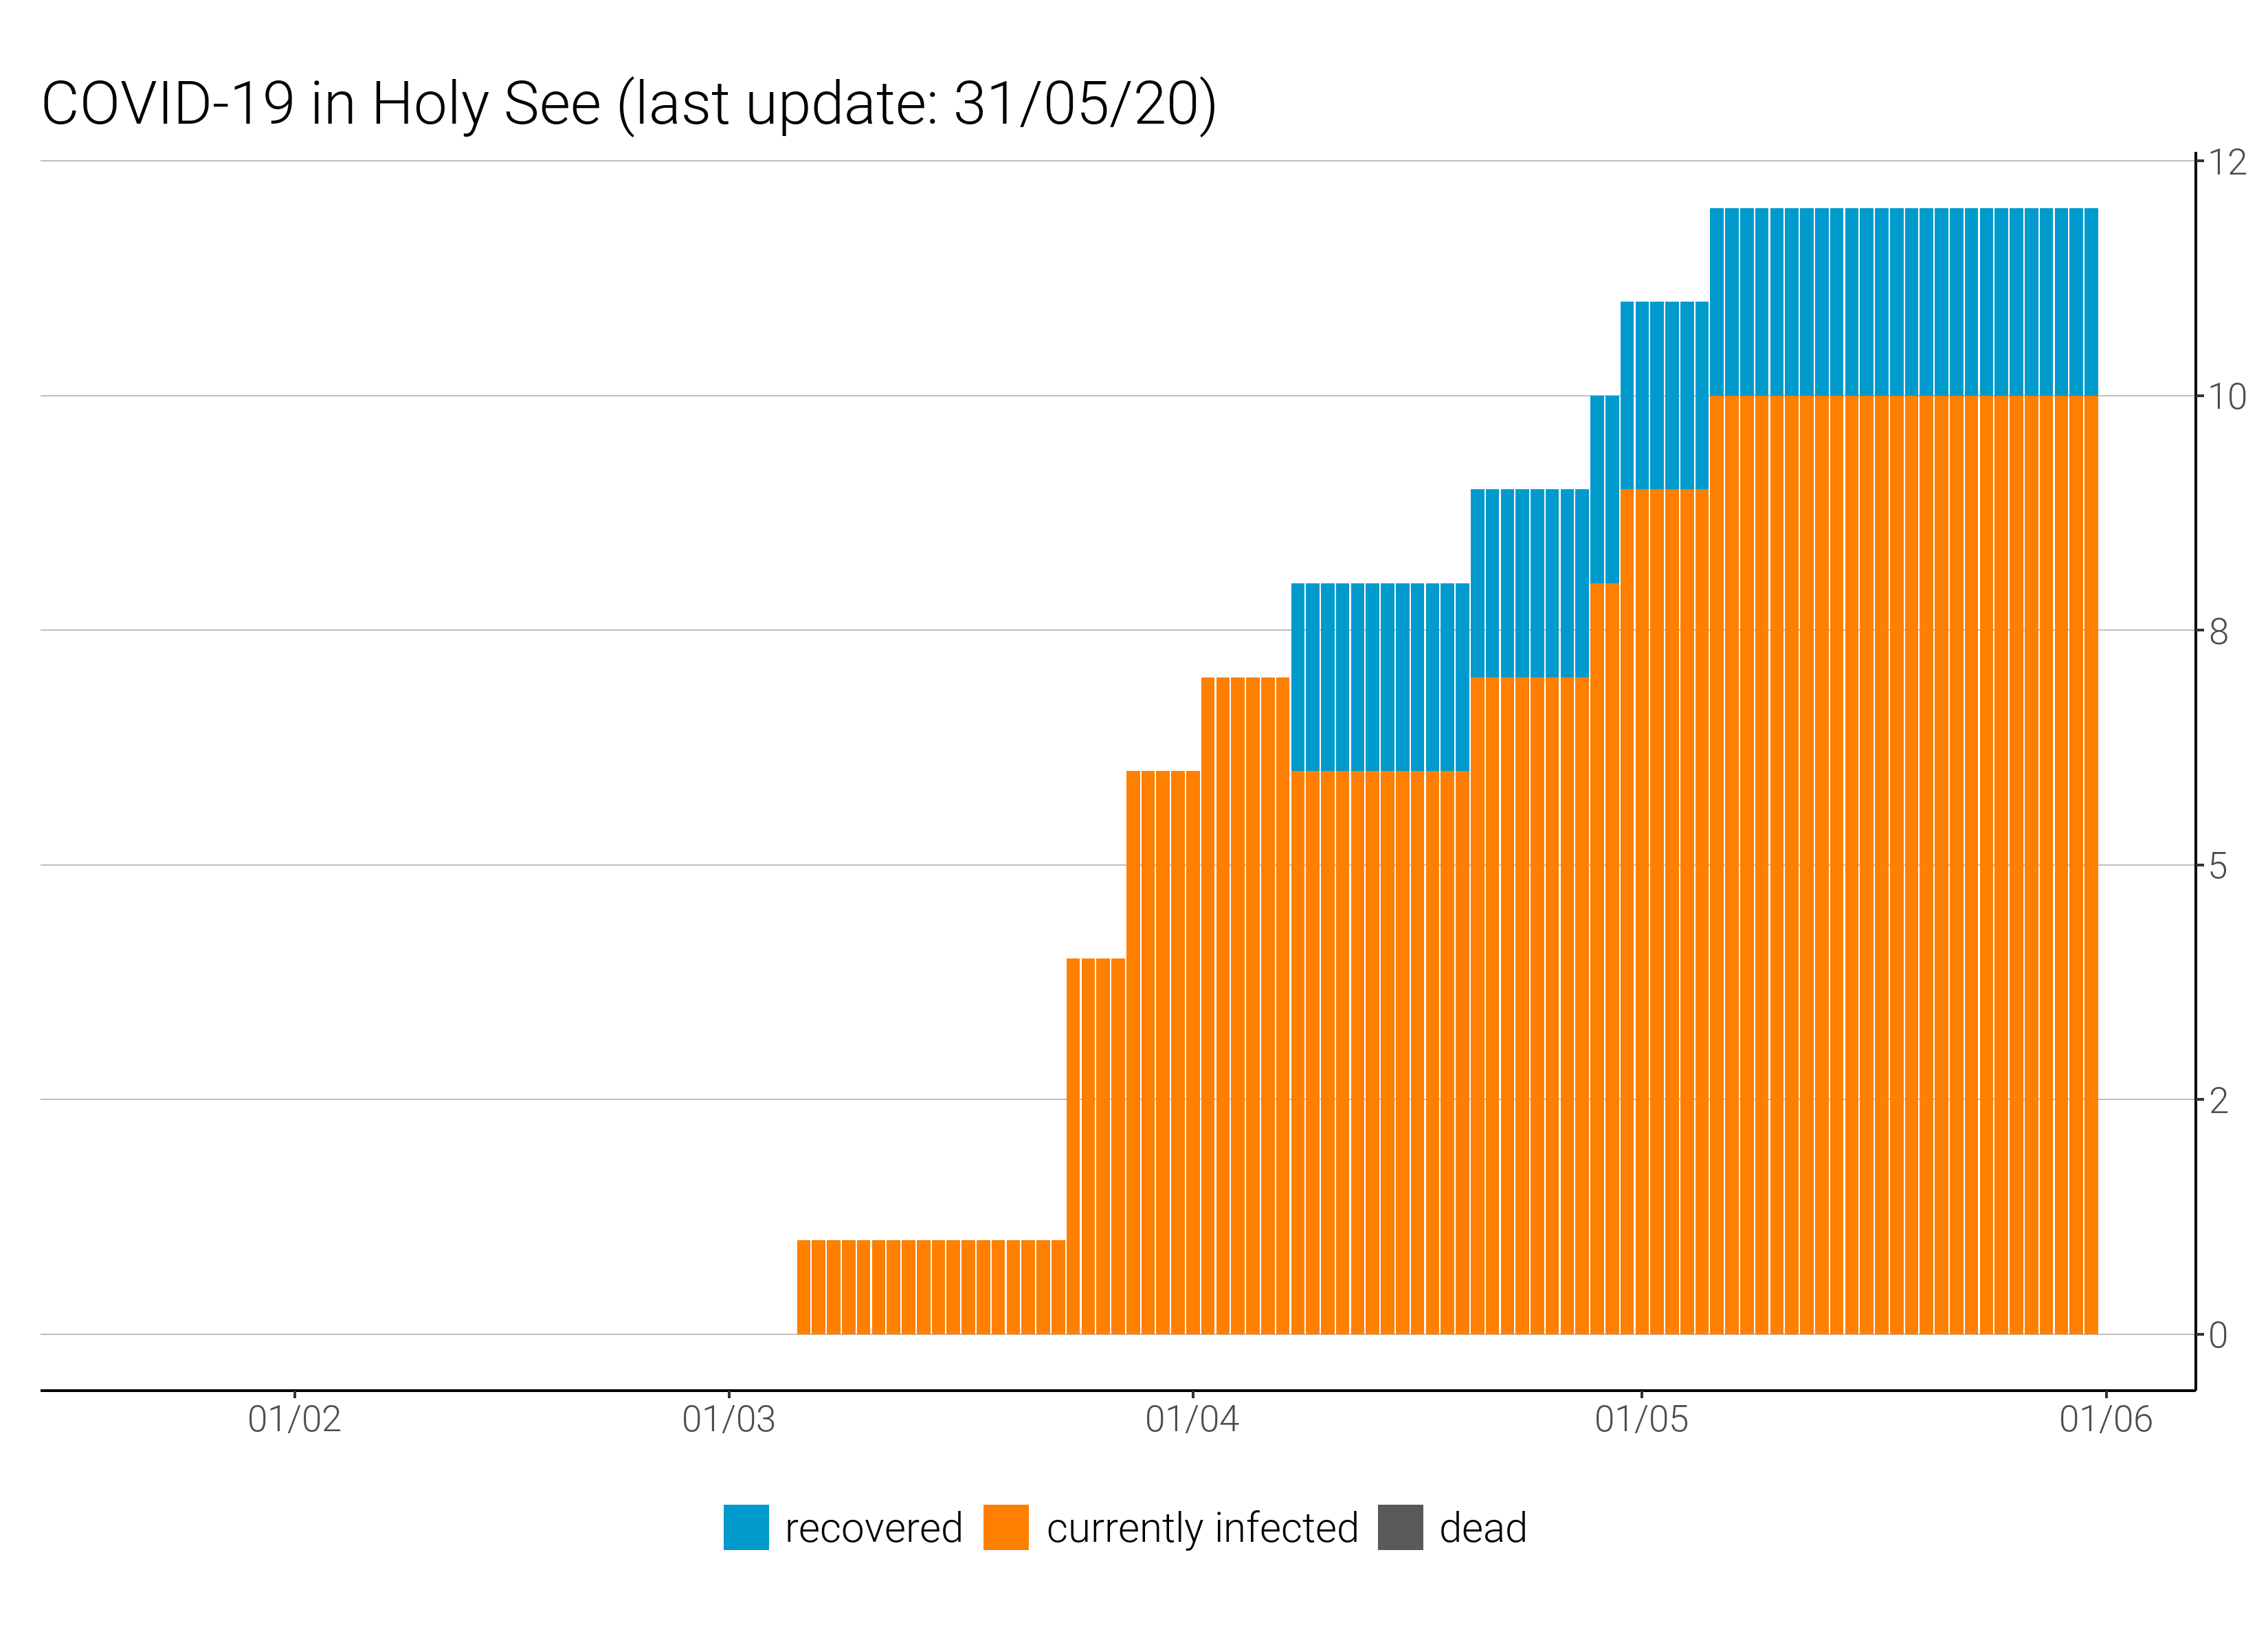 COVID-19 in Holy See (last update: 31/05/20)
12
10
8
5
2
0
01/02 01/03 01/04 01/05 01/06
recovered currently infected dead